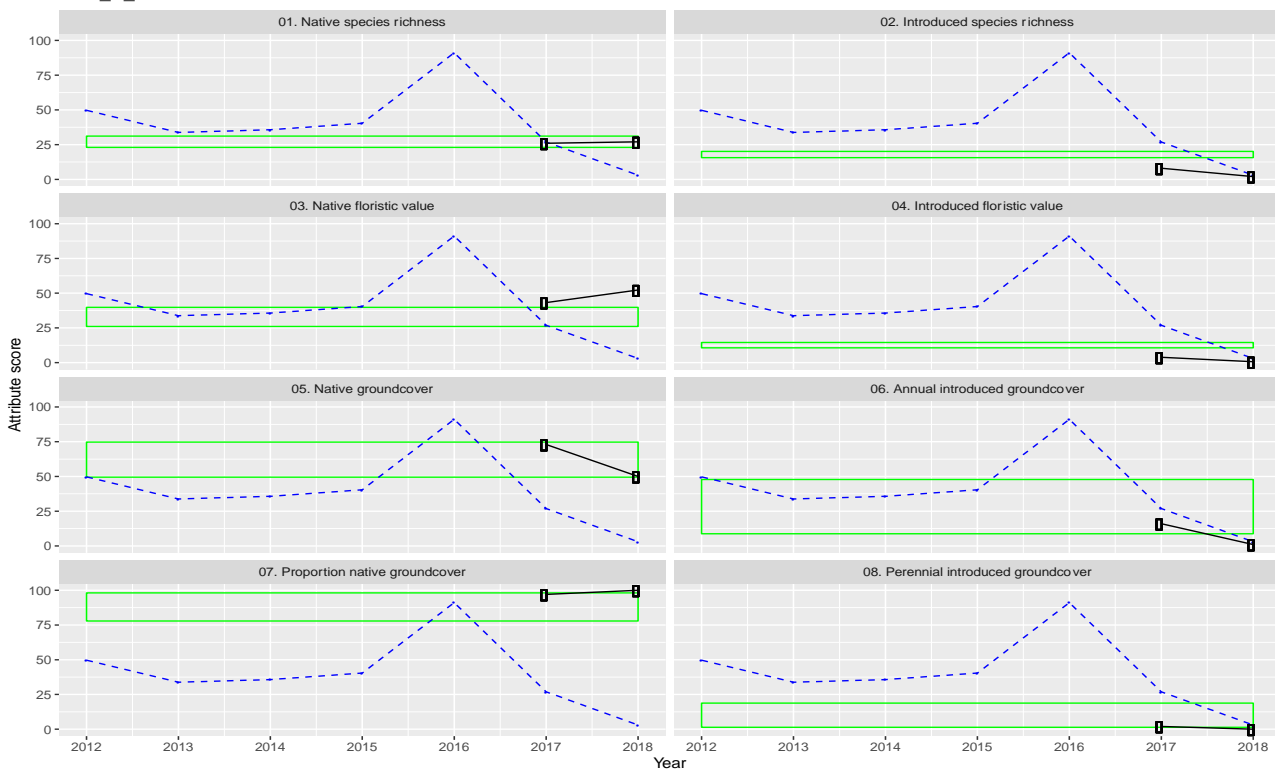 01. Native species richness
02. Introduced species richness
100
75
50
25
0
03. Native floristic value
04. Introduced floristic value
100
75
50
25
0
Attribute score
05. Native groundcover
06. Annual introduced groundcover
100
75
50
25
0
07. Proportion native groundcover
08. Perennial introduced groundcover
100
75
50
25
0
2012 2013 2014 2015 2016 2017 2018 2012 2013 2014 2015 2016 2017 2018
Year